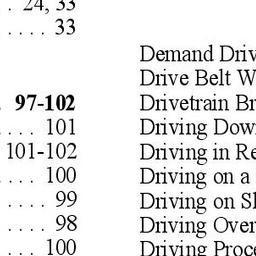 . 24, 33
. . . . 33
. 97-102
. . . . 101
101-102
. . . . 100
. . . . 99
. . . . 98
. . . . 100
Demand Driv
Drive Belt W
Drivetrain Br
Driving Dow
Driving in Re
Driving on a
Driving on Sl
Driving Over
Driving Proce